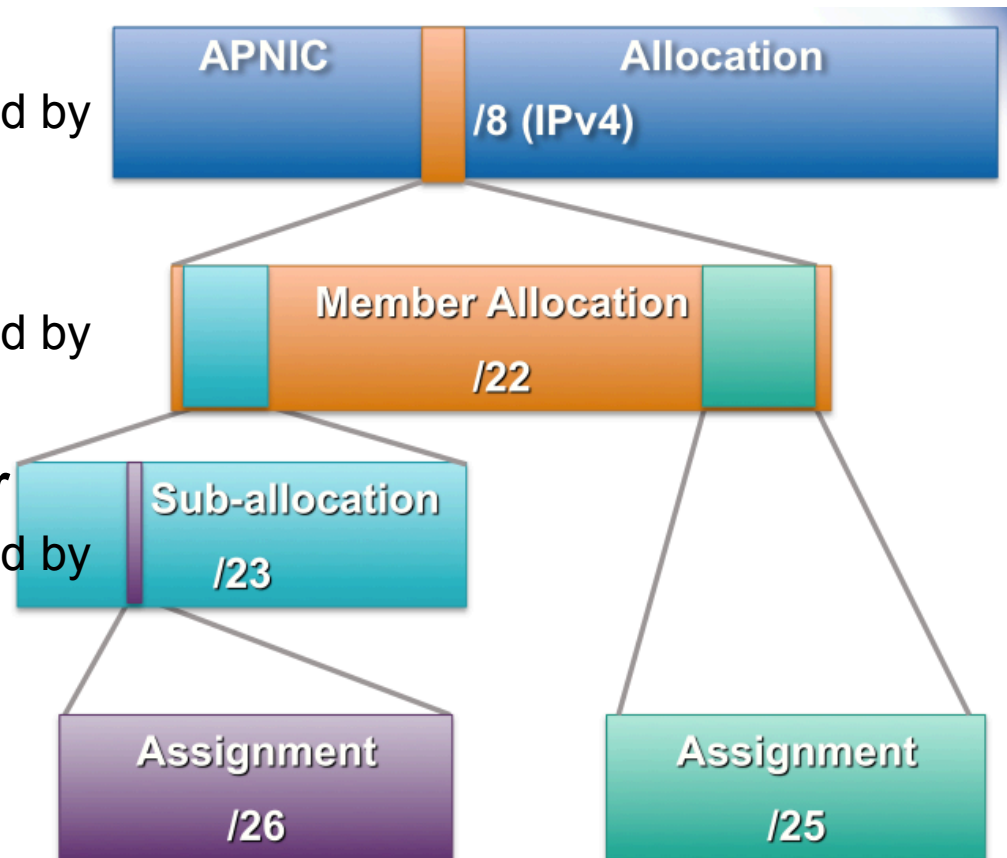 APNIC Allocation
d by
/8 (IPv4)
Member Allocation
d by
/22
r
Sub-allocation
d by
/23
Assignment
/26
Assignment
/25